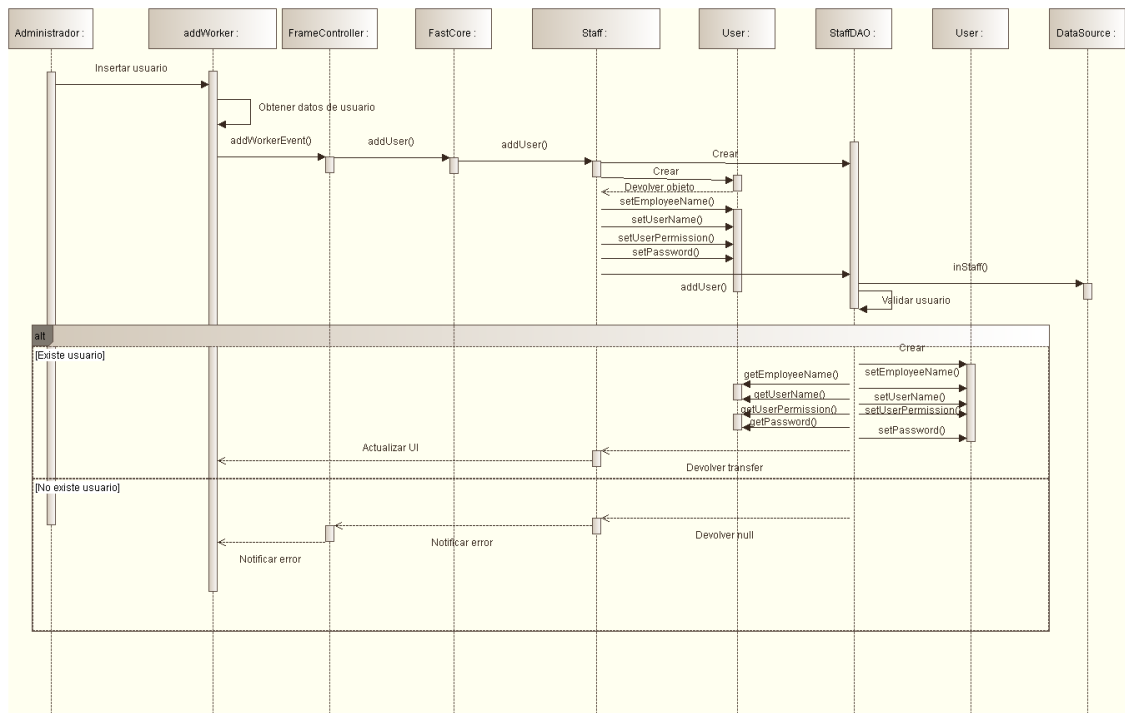 Administrador :
addWorker :
FrameController :
FastCore :
Staff :
User :
StaffDAO :
User :
DataSource :
Insertar usuario
Obtener datos de usuario
addWorkerEvent()
addUser()
addUser()
Crear
Crear
Devolver objeto
setEmployeeName()
setUserName()
setUserPermission()
setPassword()
addUser()
inStaff()
Validar usuario
alt
[Existe usuario]
Crear
setEmployeeName()
getEmployeeName()
getUserName()
setUserName()
getUserPermission()
setUserPermission()
getPassword()
setPassword()
Actualizar UI
Devolver transfer
[No existe usuario]
Devolver null
Notificar error
Notificar error